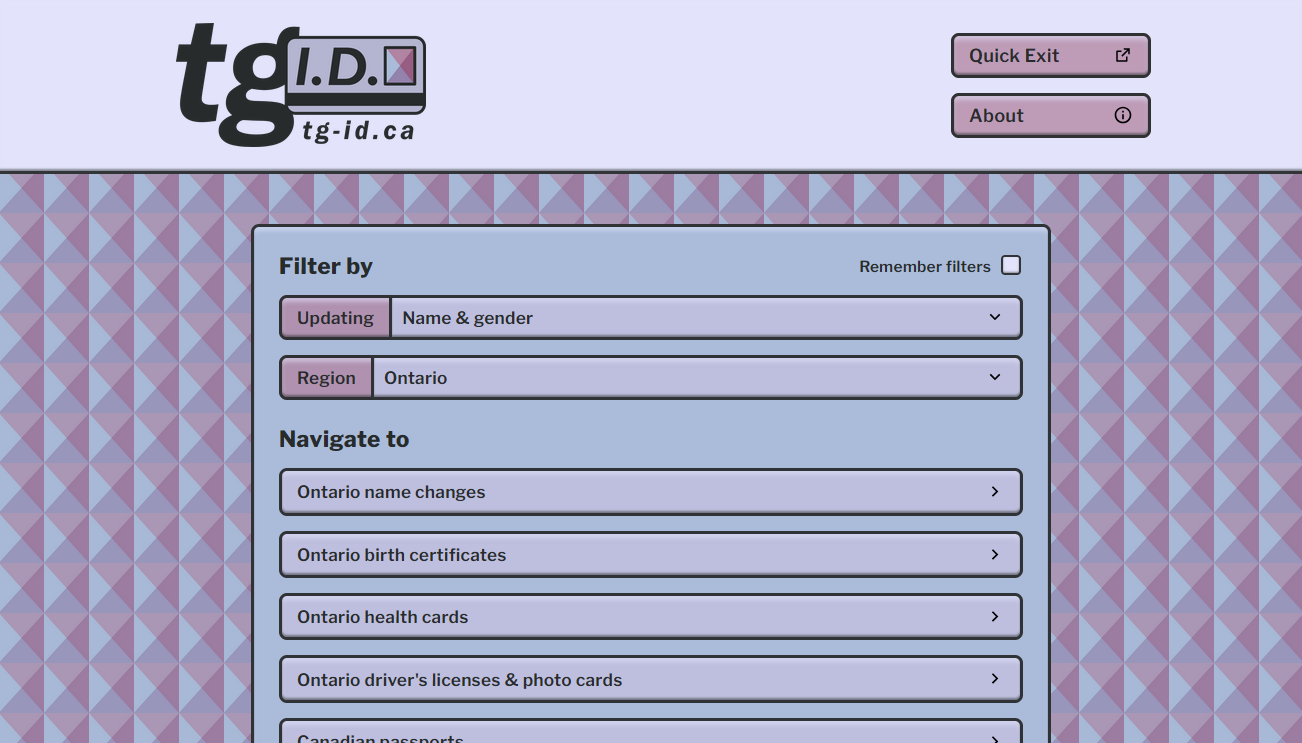 tg I.D.
tg-id.ca
Quick Exit
About
Filter by
Remember filters
Updating
Name & gender
Region
Ontario
Navigate to
Ontario name changes
Ontario birth certificates
Ontario health cards
Ontario driver's licenses & photo cards
Canadian passports